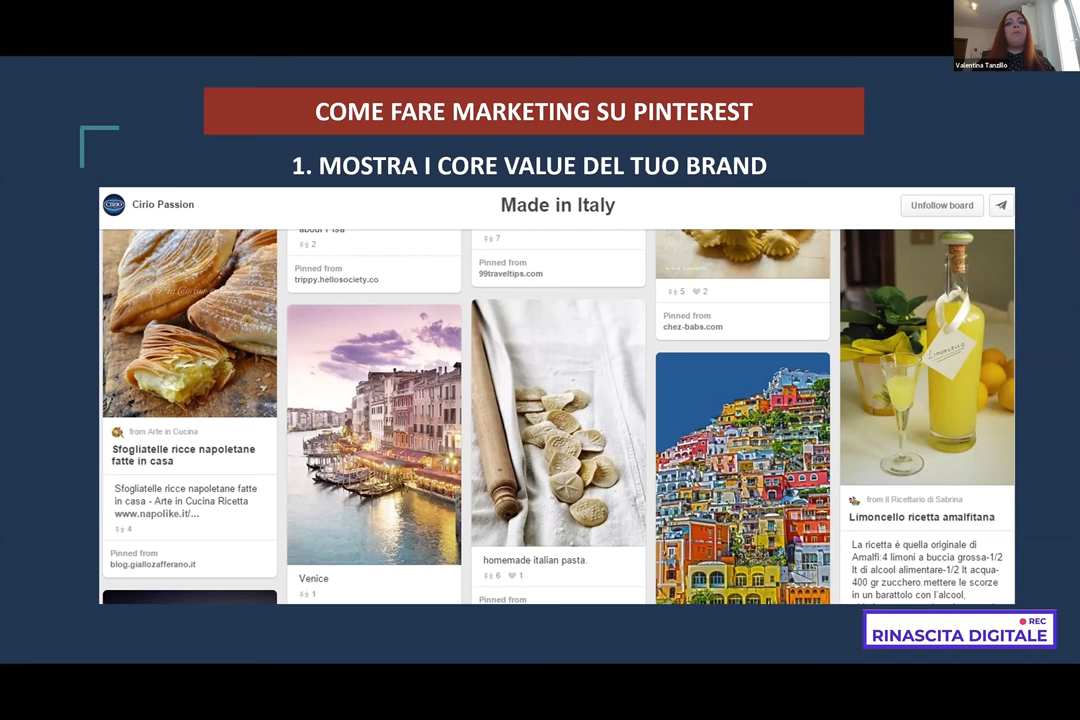 Valentina Tanzillo
COME FARE MARKETING SU PINTEREST
1. MOSTRA I CORE VALUE DEL TUO BRAND
CIRIO
Cirio Passion
Made in Italy
Unfollow board
from Arte in Cucina
Sfogliatelle ricce napoletane
fatte in casa
Sfogliatelle ricce napoletane fatte
in casa - Arte in Cucina Ricetta
www.napolike.it/...
4
Pinned from
blog.giallozafferano.it
2
Pinned from
trippy.hellosociety.co
Venice
1
7
Pinned from
99traveltips.com
homemade italian pasta.
6 1
Pinned from
5 2
Pinned from
chez-babs.com
Limoncello
from Il Ricettario di Sabrina
Limoncello ricetta amalfitana
La ricetta è quella originale di
Amalfi:4 limoni a buccia grossa-1/2
lt di alcool alimentare-1/2 lt acqua-
400 gr zucchero.mettere le scorze
in un barattolo con l'alcool,
REC
RINASCITA DIGITALE